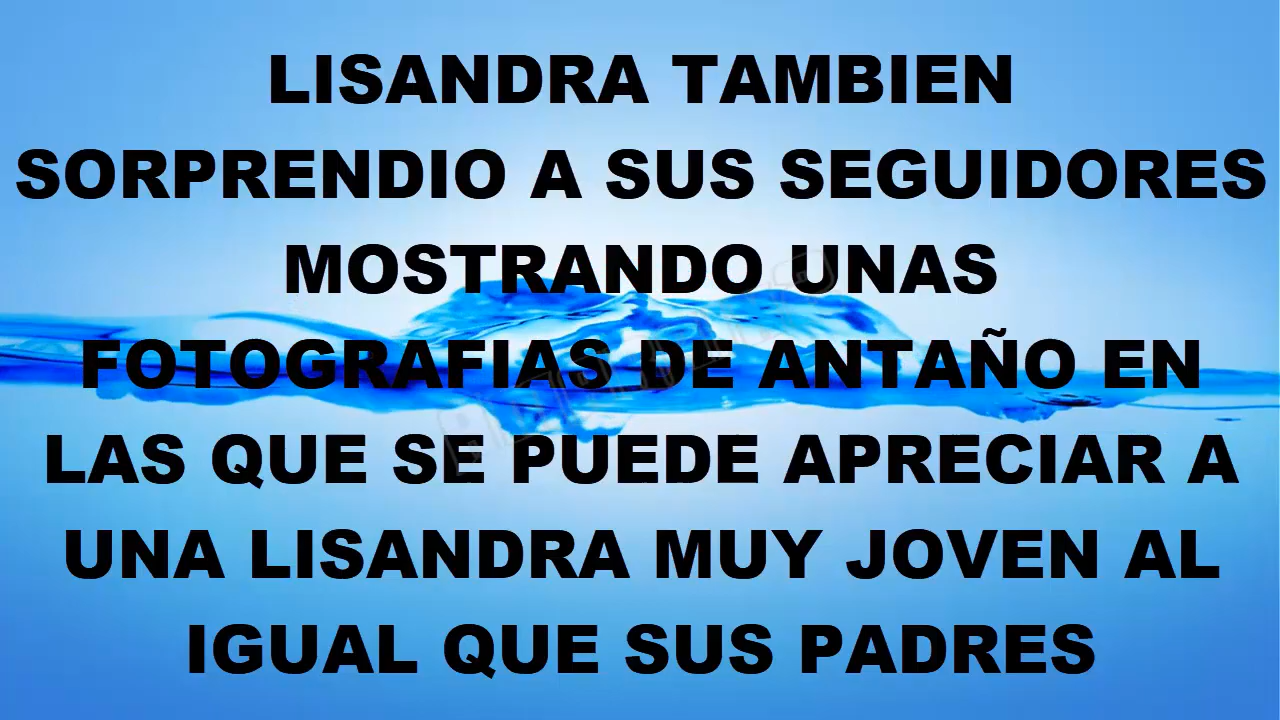 LISANDRA TAMBIEN
SORPRENDIO A SUS SEGUIDORES
MOSTRANDO UNAS
FOTOGRAFIAS DE ANTAÑO EN
LAS QUE SE PUEDE APRECIAR A
UNA LISANDRA MUY JOVEN AL
IGUAL QUE SUS PADRES